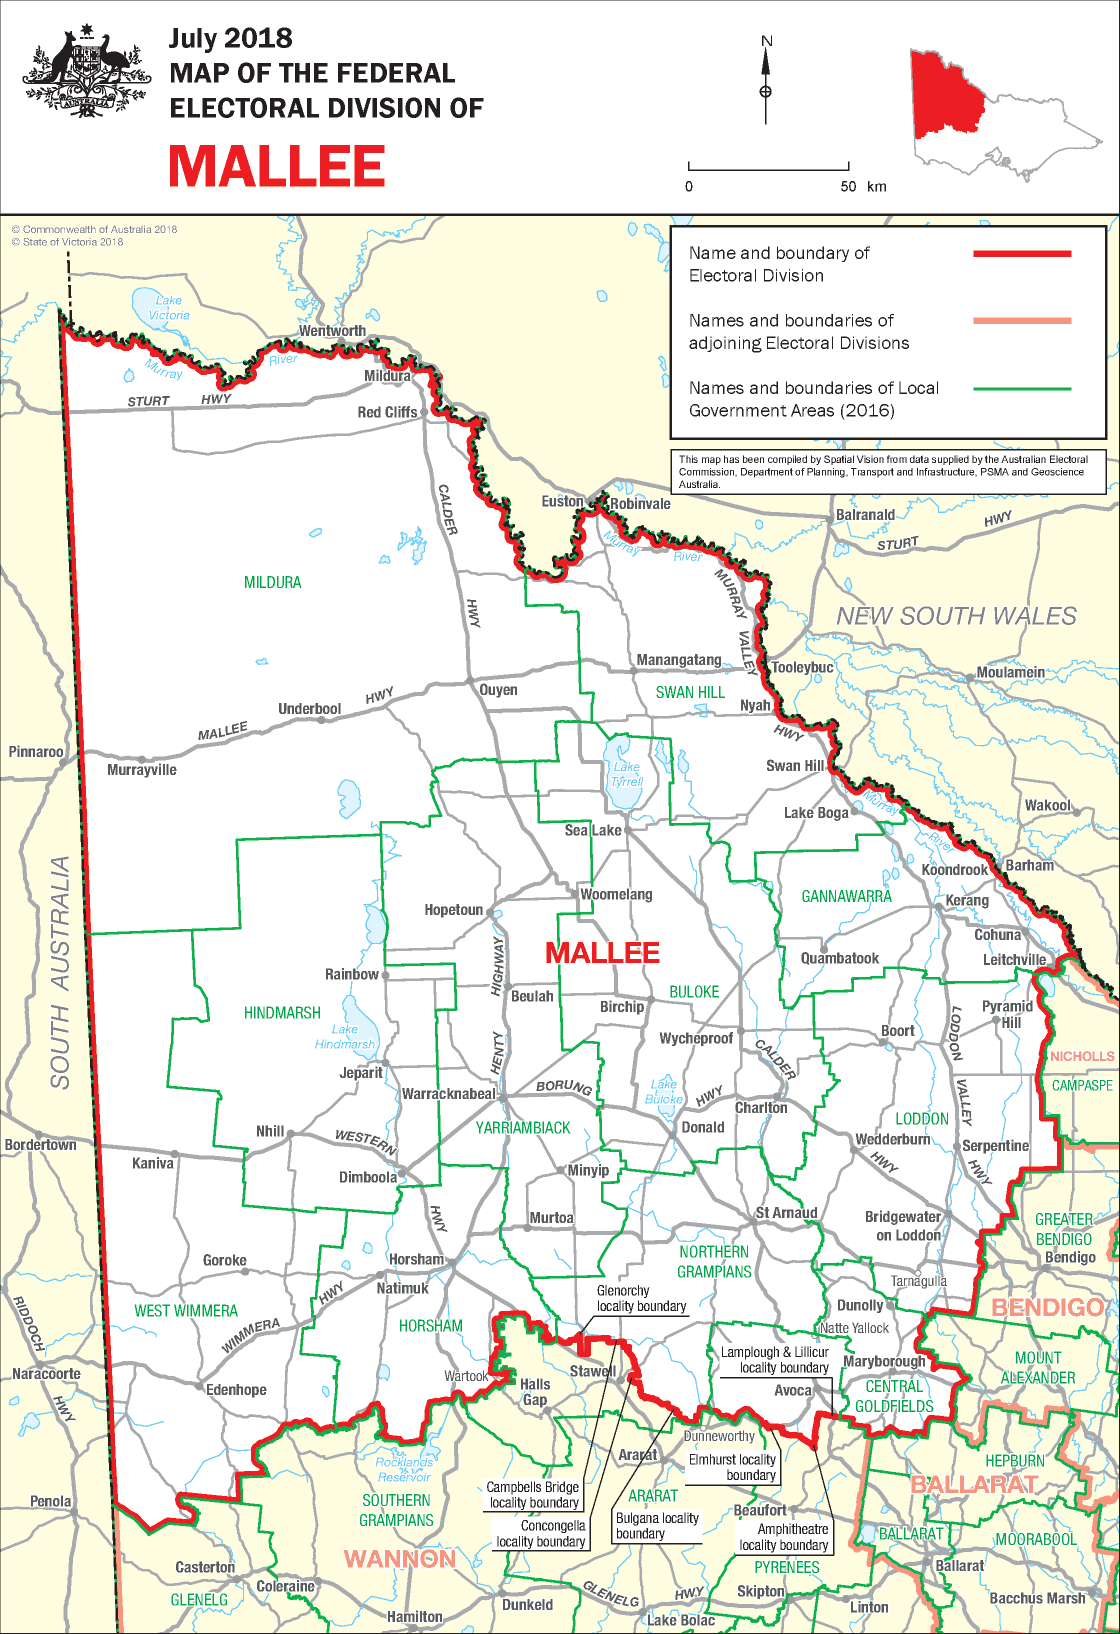 July 2018
MAP OF THE FEDERAL
ELECTORAL DIVISION OF
MALLEE
AUSTRALIA
N
0 50 km
© Commonwealth of Australia 2018
© State of Victoria 2018
Name and boundary of
Electoral Division
Names and boundaries of
adjoining Electoral Divisions
Names and boundaries of Local
Government Areas (2016)
This map has been compiled by Spatial Vision from data supplied by the Australian Electoral
Commission, Department of Planning, Transport and Infrastructure, PSMA and Geoscience
Australia.
Lake
Victoria
Wentworth
Murray
River
Mildura
STURT HWY
Red Cliffs
CALDER
HWY
Euston
Robinvale
Balranald
STURT
HWY
Murray
River
MURRAY
VALLEY
HWY
MILDURA
NEW SOUTH WALES
Manangatang
Tooleybuc
Moulamein
SWAN HILL
Ouyen
Nyah
Underbool
MALLEE
HWY
Pinnaroo
Murrayville
Lake
Tyrrell
Swan Hill
Murray
River
Lake Boga
Wakool
Sea Lake
SOUTH AUSTRALIA
Koondrook
Barham
Woomelang
GANNAWARRA
Kerang
Hopetoun
Cohuna
MALLEE
Quambatook
Leitchville
Rainbow
HIGHWAY
Beulah
BULOKE
Birchip
Pyramid
Hill
HINDMARSH
Lake
Hindmarsh
HENTY
Wycheproof
CALDER
HWY
Boort
LODDON
VALLEY
HWY
NICHOLLS
CAMPASPE
Jeparit
Warracknabeal
BORUNG
HWY
Lake
Buloke
Charlton
YARRIAMBIACK
Donald
LODDON
Bordertown
Nhill
WESTERN
HWY
Kaniva
Wedderburn
Serpentine
Dimboola
Minyip
Murtoa
St Arnaud
Bridgewater
on Loddon
GREATER
BENDIGO
Bendigo
Goroke
Horsham
Natimuk
NORTHERN
GRAMPIANS
Tarnagulla
Glenorchy
locality boundary
RIDDOCH
HWY
WEST WIMMERA
WIMMERA
HWY
HORSHAM
Dunolly
Natte Yallock
BENDIGO
Naracoorte
Edenhope
Wartook
Stawell
Halls
Gap
Lamplough & Lillicur
locality boundary
Maryborough
MOUNT
ALEXANDER
Avoca
CENTRAL
GOLDFIELDS
Dunneworthy
Ararat
Elmhurst locality
boundary
Rocklands
Reservoir
HEPBURN
BALLARAT
Penola
SOUTHERN
GRAMPIANS
Campbells Bridge
locality boundary
ARARAT
Beaufort
Concongella
locality boundary
Bulgana locality
boundary
Amphitheatre
locality boundary
BALLARAT
MOORABOOL
WANNON
Casterton
Coleraine
GLENELG
PYRENEES
Ballarat
Skipton
Linton
Bacchus Marsh
Hamilton
Dunkeld
GLENELG
HWY
Lake Bolac